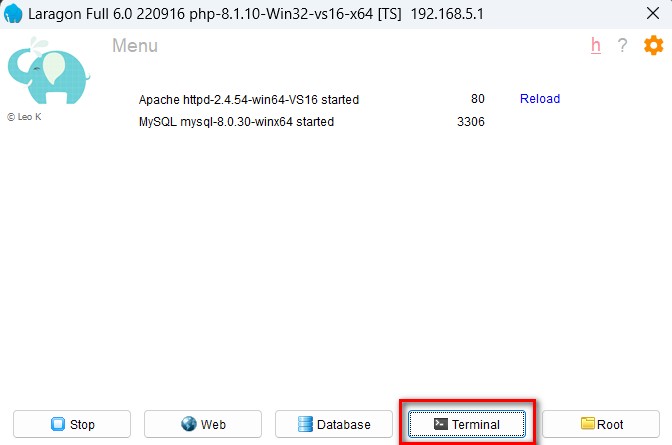 Laragon Full 6.0 220916 php-8.1.10-Win32-vs16-x64 [TS] 192.168.5.1
Menu
h ?
Apache httpd-2.4.54-win64-VS16 started 80 Reload
© Leo K
MySQL mysql-8.0.30-winx64 started 3306
Stop Web Database Terminal Root